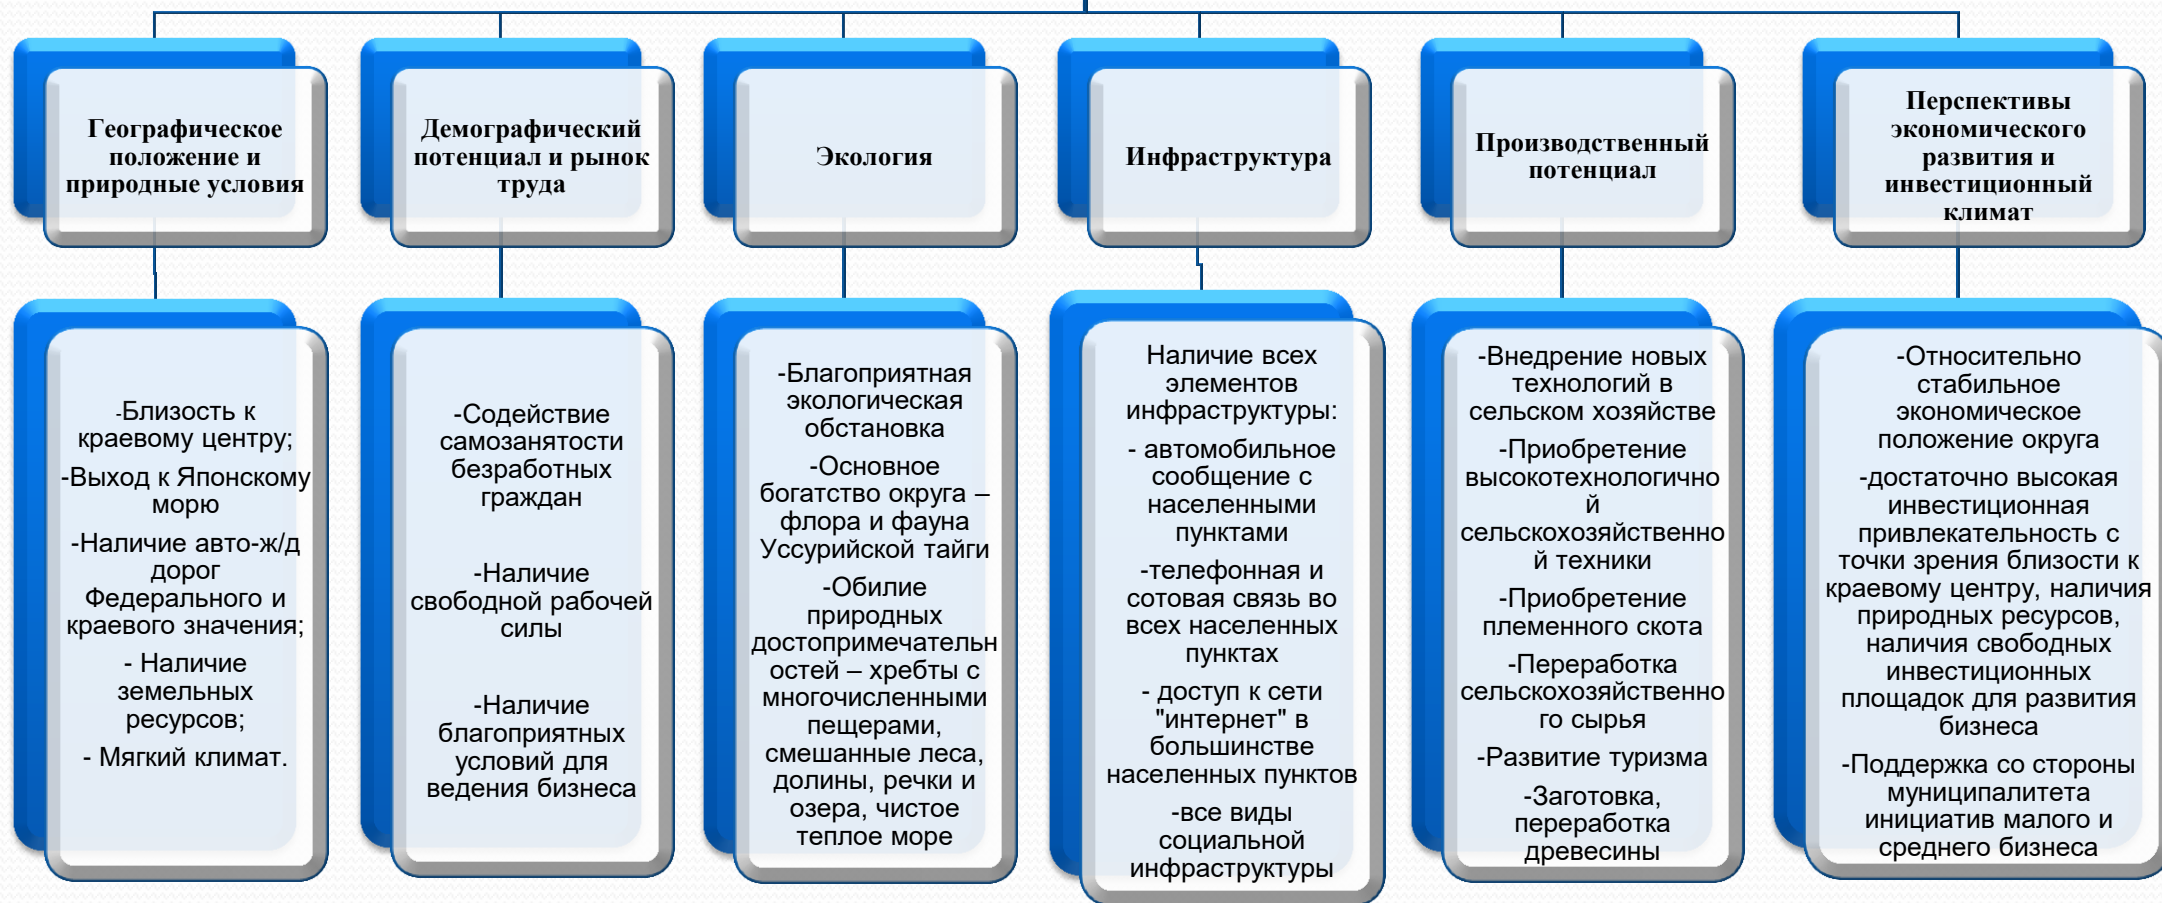 Географическое
положение и
природные условия
Демографический
потенциал и рынок
труда
Экология
Инфраструктура
Производственный
потенциал
Перспективы
экономического
развития и
инвестиционный
климат
-Близость к
краевому центру;
-Выход к Японскому
морю
-Наличие авто-ж/д
дорог
Федерального и
краевого значения;
- Наличие
земельных
ресурсов;
- Мягкий климат.
-Содействие
самозанятости
безработных
граждан
-Наличие
свободной рабочей
силы
-Наличие
благоприятных
условий для
ведения бизнеса
-Благоприятная
экологическая
обстановка
-Основное
богатство округа –
флора и фауна
Уссурийской тайги
-Обилие
природных
достопримечательн
остей – хребты с
многочисленными
пещерами,
смешанные леса,
долины, речки и
озера, чистое
теплое море
Наличие всех
элементов
инфраструктуры:
- автомобильное
сообщение с
населенными
пунктами
-телефонная и
сотовая связь во
всех населенных
пунктах
- доступ к сети
"интернет" в
большинстве
населенных пунктов
-все виды
социальной
инфраструктуры
-Внедрение новых
технологий в
сельском хозяйстве
-Приобретение
высокотехнологично
й
сельскохозяйственно
й техники
-Приобретение
племенного скота
-Переработка
сельскохозяйственно
го сырья
-Развитие туризма
-Заготовка,
переработка
древесины
-Относительно
стабильное
экономическое
положение округа
-достаточно высокая
инвестиционная
привлекательность с
точки зрения близости к
краевому центру, наличия
природных ресурсов,
наличия свободных
инвестиционных
площадок для развития
бизнеса
-Поддержка со стороны
муниципалитета
инициатив малого и
среднего бизнеса